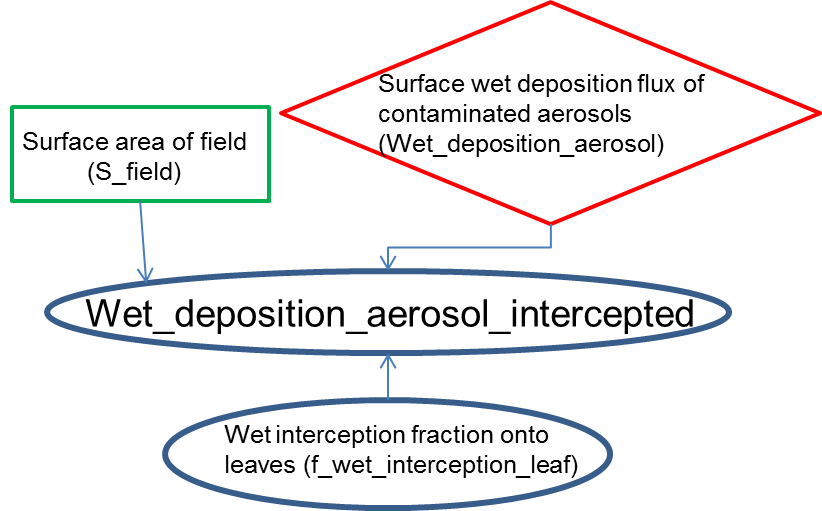 Surface wet deposition flux of
contaminated aerosols
(Wet_deposition_aerosol)
Surface area of field
(S_field)
Wet_deposition_aerosol_intercepted
Wet interception fraction onto
leaves (f_wet_interception_leaf)